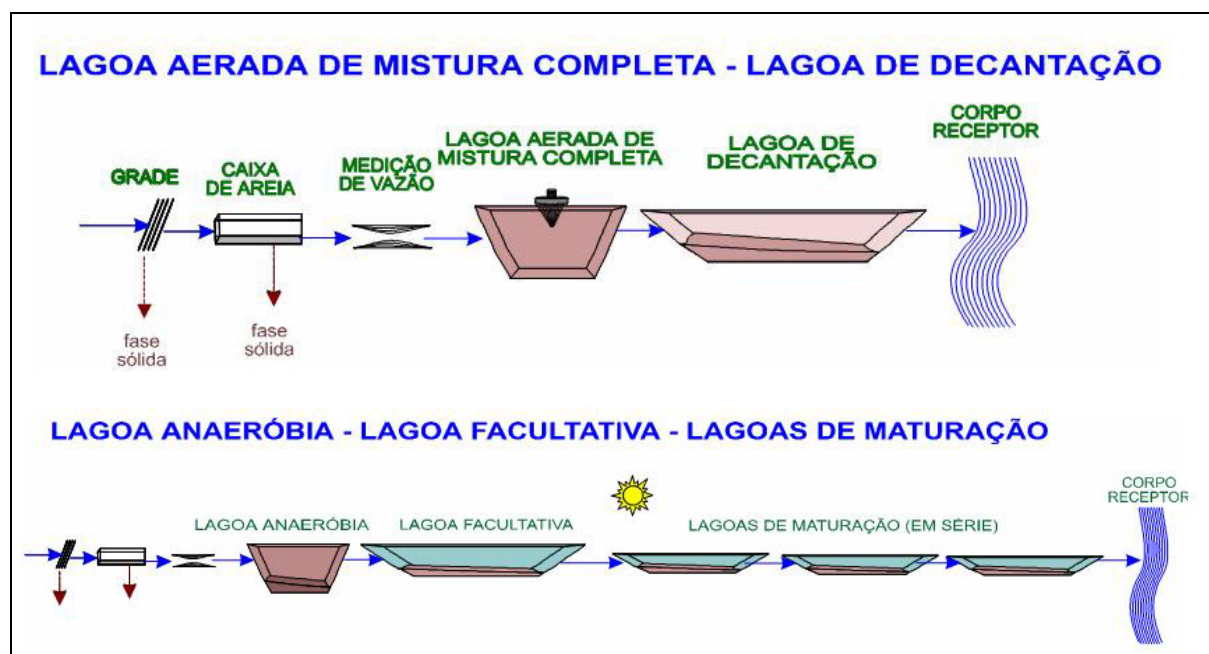 LAGOA AERADA DE MISTURA COMPLETA - LAGOA DE DECANTAÇÃO
GRADE
CAIXA
DE AREIA
MEDIÇÃO
DE VAZÃO
LAGOA AERADA DE
MISTURA COMPLETA
LAGOA DE
DECANTAÇÃO
CORPO
RECEPTOR
fase
sólida
fase
sólida
LAGOA ANAERÓBIA - LAGOA FACULTATIVA - LAGOAS DE MATURAÇÃO
LAGOA ANAERÓBIA
LAGOA FACULTATIVA
LAGOAS DE MATURAÇÃO (EM SÉRIE)
CORPO
RECEPTOR